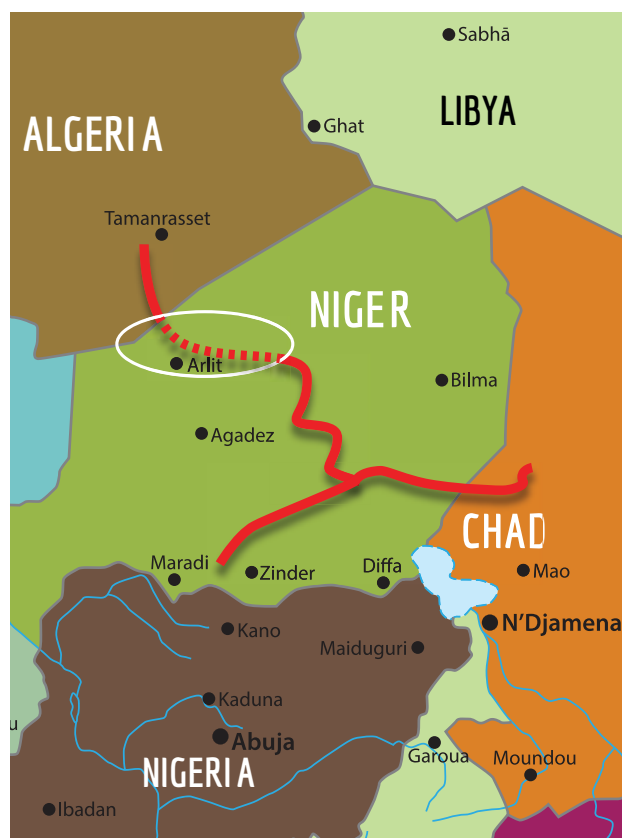 Sabhā
LIBYA
ALGERIA
Ghat
Tamanrasset
NIGER
Arlit
Bilma
Agadez
CHAD
Maradi
Zinder
Diffa
Mao
N'Djamena
Kano
Maiduguri
Kaduna
u
Abuja
Garoua
Moundou
NIGERIA
Ibadan